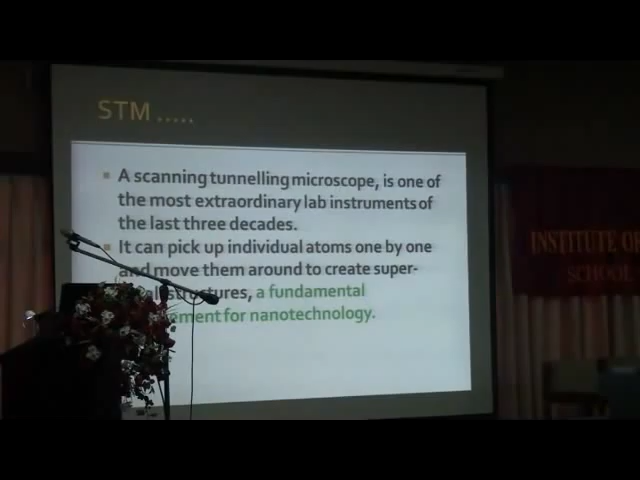 STM .....
A scanning tunnelling microscope, is one of
the most extraordinary lab instruments of
the last three decades.
It can pick up individual atoms one by one
and move them around to create super-
structures, a fundamental
for nanotechnology.
INSTITUTE OF
SCHOOL